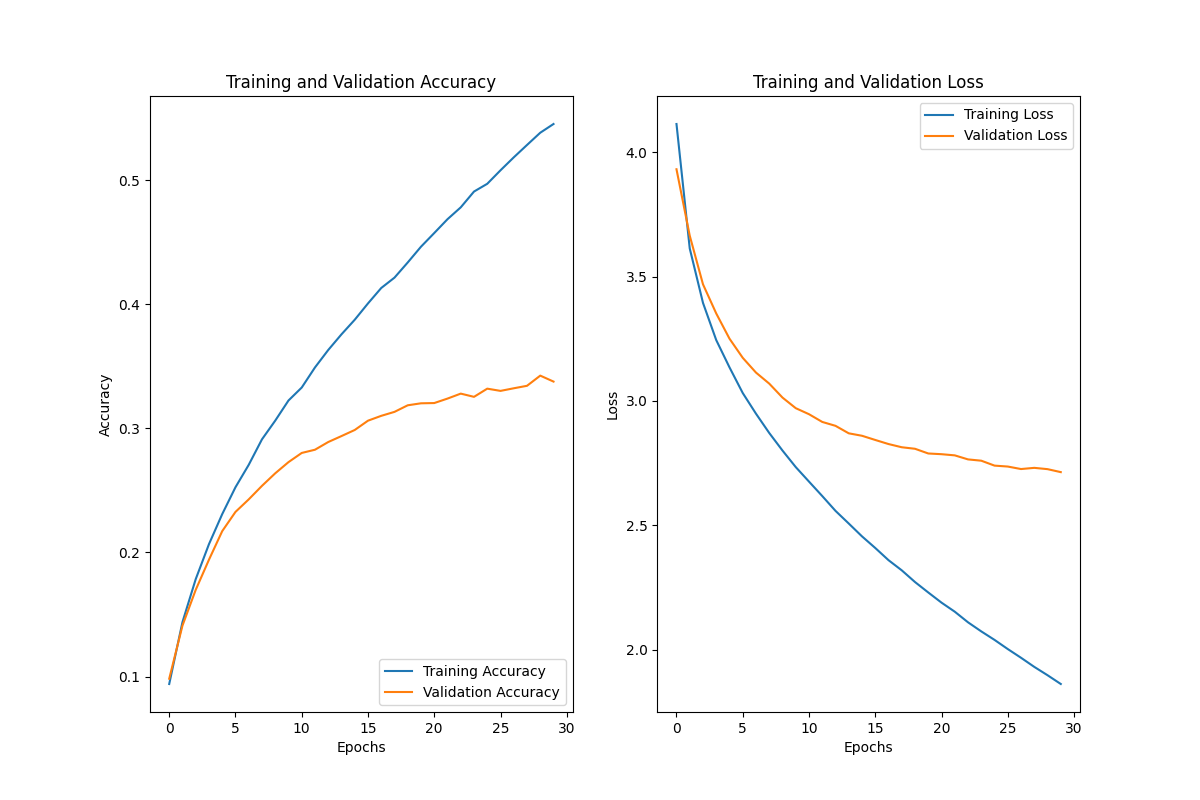 Training and Validation Accuracy
Accuracy
0.5
0.4
0.3
0.2
0.1
Training Accuracy
Validation Accuracy
0 5 10 15 20 25 30
Epochs
Training and Validation Loss
Training Loss
Validation Loss
Loss
4.0
3.5
3.0
2.5
2.0
0 5 10 15 20 25 30
Epochs